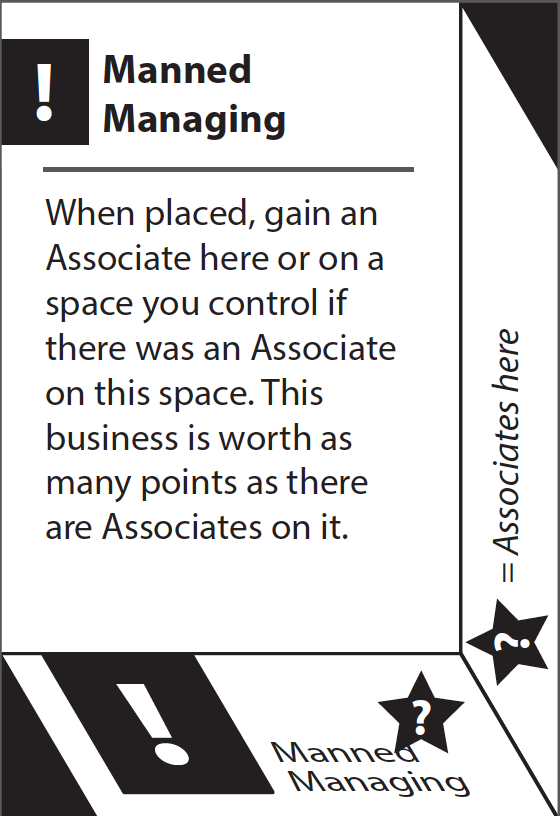 !
Manned
Managing
When placed, gain an
Associate here or on a
space you control if
there was an Associate
on this space. This
business is worth as
many points as there
are Associates on it.
? = Associates here
!
?
Manned
Managing